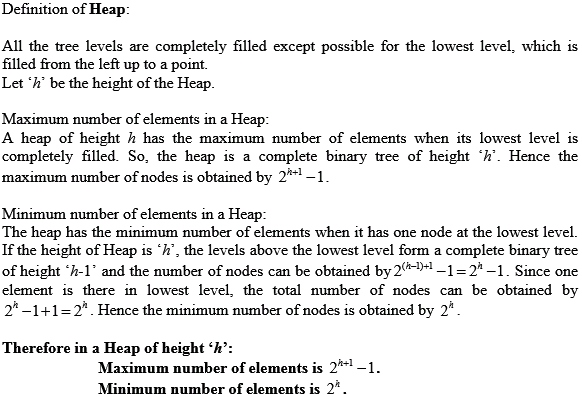 Definition of Heap:
All the tree levels are completely filled except possible for the lowest level, which is
filled from the left up to a point.
Let ‘h’ be the height of the Heap.
Maximum number of elements in a Heap:
A heap of height h has the maximum number of elements when its lowest level is
completely filled. So, the heap is a complete binary tree of height ‘h’. Hence the
maximum number of nodes is obtained by 2^{h+1} −1.
Minimum number of elements in a Heap:
The heap has the minimum number of elements when it has one node at the lowest level.
If the height of Heap is ‘h’, the levels above the lowest level form a complete binary tree
of height ‘h-1’ and the number of nodes can be obtained by 2^{(h−1)+1} −1 = 2^{h} −1. Since one
element is there in lowest level, the total number of nodes can be obtained by
2^{h} −1+1 = 2^{h}. Hence the minimum number of nodes is obtained by 2^{h}.
Therefore in a Heap of height ‘h’:
Maximum number of elements is 2^{h+1} −1.
Minimum number of elements is 2^{h}.